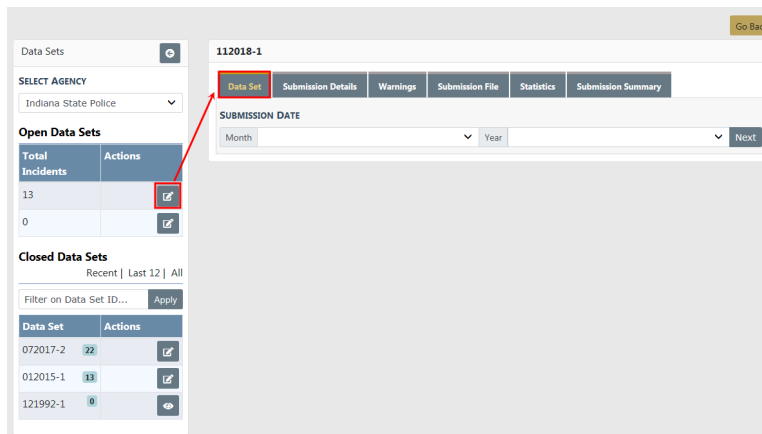 Go Bac
Data Sets
SELECT AGENCY
Indiana State Police
Open Data Sets
Total Incidents
Actions
13
0
Closed Data Sets
Recent | Last 12 | All
Filter on Data Set ID...
Apply
Data Set
Actions
072017-2 22
012015-1 13
121992-1 0
112018-1
Data Set
Submission Details
Warnings
Submission File
Statistics
Submission Summary
SUBMISSION DATE
Month
Year
Next